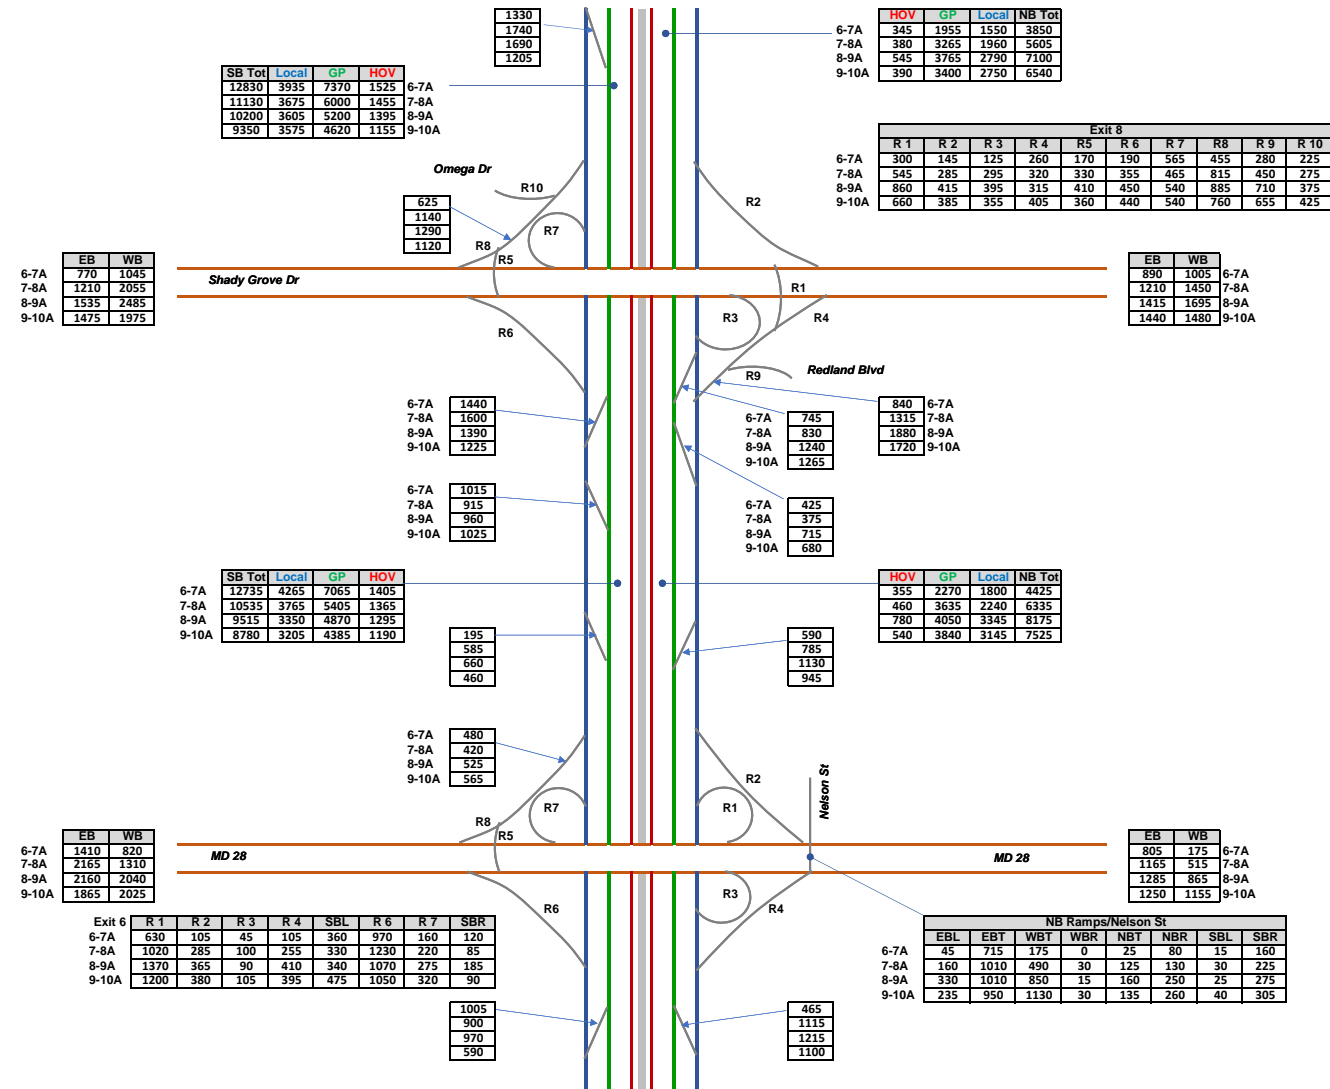 1330
1740
1690
1205
HOV GP Local NB Tot
6-7A 345 1955 1550 3850
7-8A 380 3265 1960 5605
8-9A 545 3765 2790 7100
9-10A 390 3400 2750 6540
SB Tot Local GP HOV
12830 3935 7370 1525 6-7A
11130 3675 6000 1455 7-8A
10200 3605 5200 1395 8-9A
9350 3575 4620 1155 9-10A
Exit 8
R 1 R 2 R 3 R 4 R5 R 6 R 7 R8 R 9 R 10
6-7A 300 145 125 260 170 190 565 455 280 225
7-8A 545 285 295 320 330 355 465 815 450 275
8-9A 860 415 395 315 410 450 540 885 710 375
9-10A 660 385 355 405 360 440 540 760 655 425
Omega Dr
R10
R2
625
1140
1290
1120
R7
R8
R5
EB WB
6-7A 770 1045
7-8A 1210 2055
8-9A 1535 2485
9-10A 1475 1975
Shady Grove Dr
EB WB
890 1005 6-7A
1210 1450 7-8A
1415 1695 8-9A
1440 1480 9-10A
R1
R3
R4
R6
R9
Redland Blvd
6-7A 1440
7-8A 1600
8-9A 1390
9-10A 1225
6-7A 745
7-8A 830
8-9A 1240
9-10A 1265
840 6-7A
1315 7-8A
1880 8-9A
1720 9-10A
6-7A 1015
7-8A 915
8-9A 960
9-10A 1025
6-7A 425
7-8A 375
8-9A 715
9-10A 680
SB Tot Local GP HOV
6-7A 12735 4265 7065 1405
7-8A 10535 3765 5405 1365
8-9A 9515 3350 4870 1295
9-10A 8780 3205 4385 1190
HOV GP Local NB Tot
355 2270 1800 4425
460 3635 2240 6335
780 4050 3345 8175
540 3840 3145 7525
195
585
660
460
590
785
1130
945
6-7A 480
7-8A 420
8-9A 525
9-10A 565
R2
Nelson St
R7
R1
R8
R5
EB WB
6-7A 1410 820
7-8A 2165 1310
8-9A 2160 2040
9-10A 1865 2025
MD 28
MD 28
EB WB
805 175 6-7A
1165 515 7-8A
1285 865 8-9A
1250 1155 9-10A
R3
R4
R6
Exit 6 R 1 R 2 R 3 R 4 SBL R 6 R 7 SBR
6-7A 630 105 45 105 360 970 160 120
7-8A 1020 285 100 255 330 1230 220 85
8-9A 1370 365 90 410 340 1070 275 185
9-10A 1200 380 105 395 475 1050 320 90
NB Ramps/Nelson St
EBL EBT WBT WBR NBT NBR SBL SBR
6-7A 45 715 175 0 25 80 15 160
7-8A 160 1010 490 30 125 130 30 225
8-9A 330 1010 850 15 160 250 25 275
9-10A 235 950 1130 30 135 260 40 305
1005
900
970
590
465
1115
1215
1100